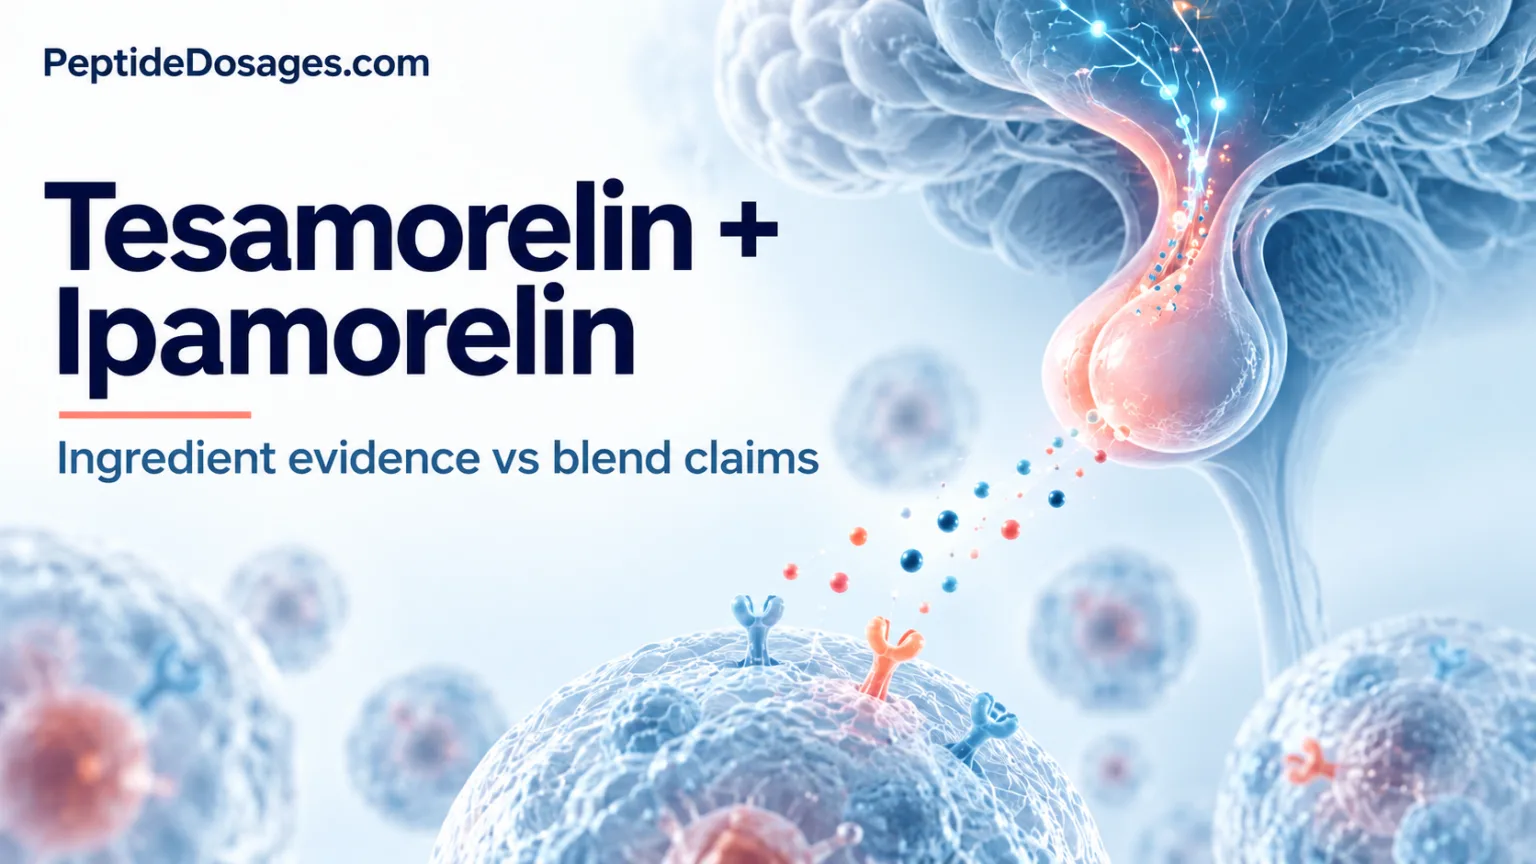 PeptideDosages.com
Tesamorelin +
Ipamorelin
Ingredient evidence vs blend claims